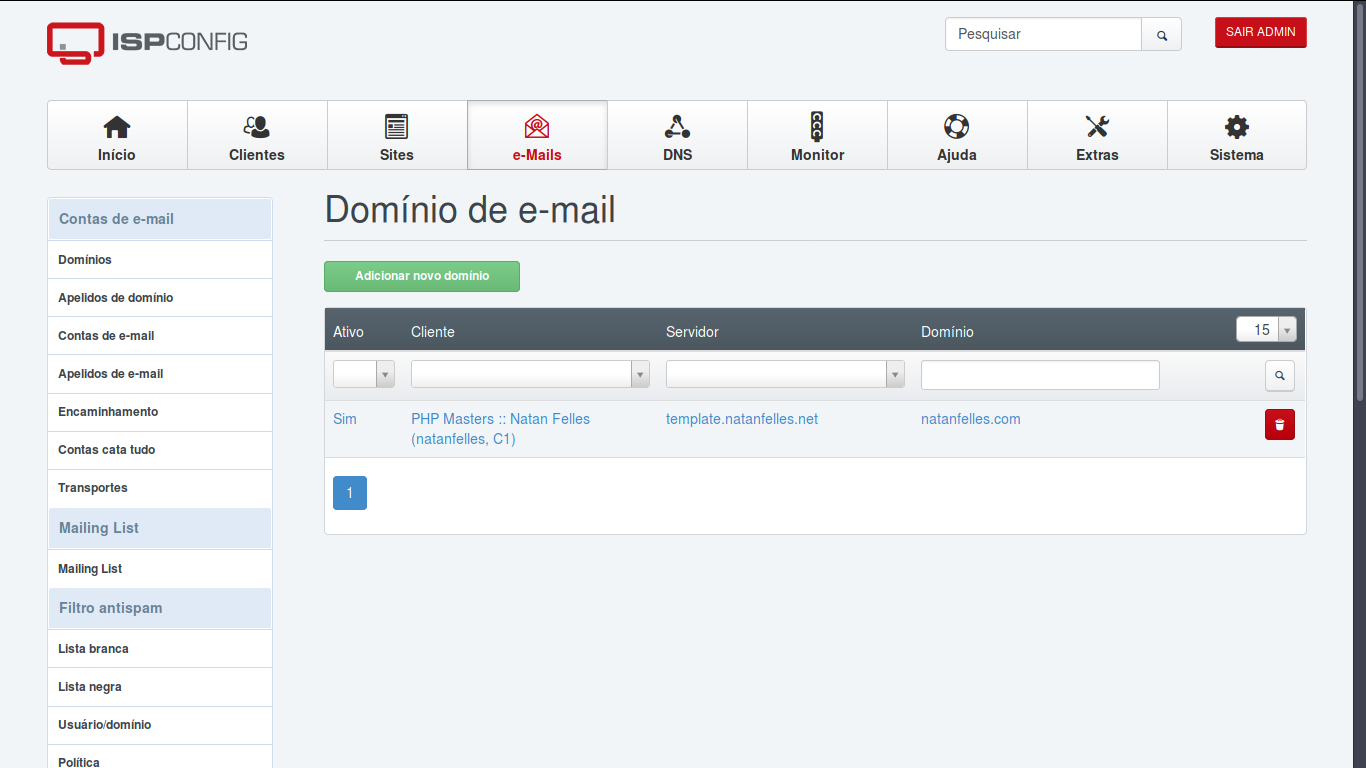 ISPCONFIG
Pesquisar
SAIR ADMIN
Início
Clientes
Sites
e-Mails
DNS
Monitor
Ajuda
Extras
Sistema
Contas de e-mail
Domínios
Apelidos de domínio
Contas de e-mail
Apelidos de e-mail
Encaminhamento
Contas cata tudo
Transportes
Mailing List
Mailing List
Filtro antispam
Lista branca
Lista negra
Usuário/domínio
Política
Domínio de e-mail
Adicionar novo domínio
Ativo Cliente Servidor Domínio 15
Sim PHP Masters :: Natan Felles template.natanfelles.net natanfelles.com
(natanfelles, C1)
1